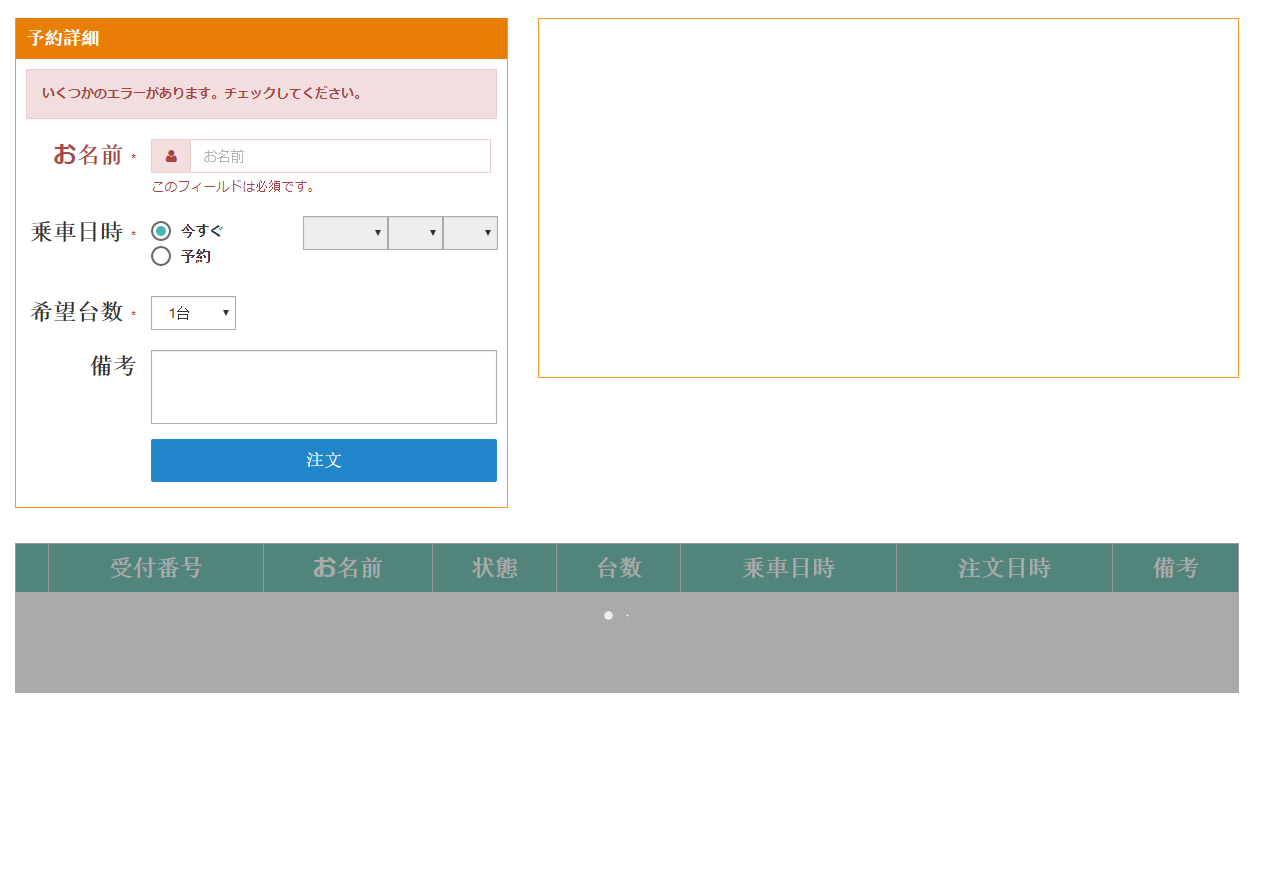 予約詳細
いくつかのエラーがあります。チェックしてください。
お名前 *
お名前
このフィールドは必須です。
乗車日時 *
今すぐ
予約
希望台数 *
1台
備考
注文
受付番号 お名前 状態 台数 乗車日時 注文日時 備考